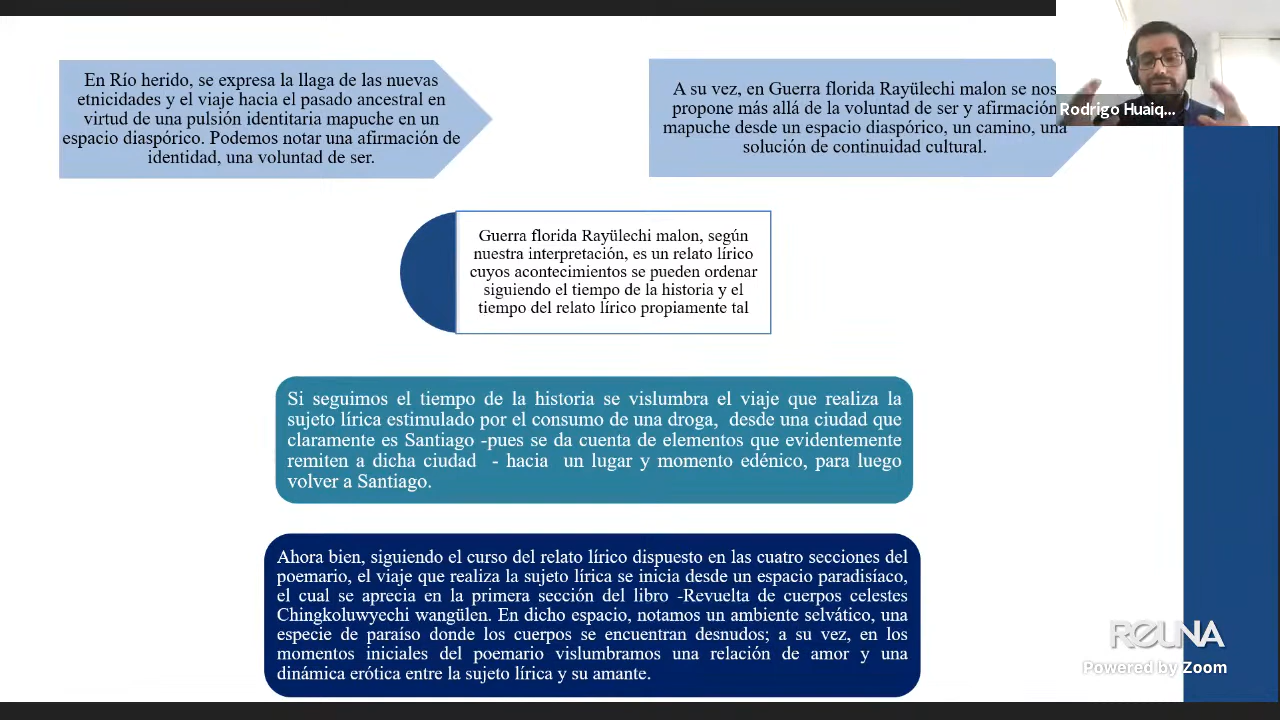 En Río herido, se expresa la llaga de las nuevas
etnicidades y el viaje hacia el pasado ancestral en
virtud de una pulsión identitaria mapuche del
espacio diaspórico. Podemos notar una afirmación de
identidad, una voluntad de ser.
A su vez, en Guerra florida Rayülechi malon se nos
propone más allá de la voluntad de ser y afirmación
mapuche desde un espacio diaspórico, un camino, una
solución de continuidad cultural.
Rodrigo Huaiq...
Guerra florida Rayülechi malon, según
nuestra interpretación, es un relato lírico
cuyos acontecimientos se pueden ordenar
siguiendo el tiempo de la historia y el
tiempo del relato lírico propiamente tal
Si seguimos el tiempo de la historia se vislumbra el viaje que realiza la
sujeto lírica estimulado por el consumo de una droga, desde una ciudad que
claramente es Santiago -pues se da cuenta de elementos que evidentemente
remiten a dicha ciudad - hacia un lugar y momento edénico, para luego
volver a Santiago.
Ahora bien, siguiendo el curso del relato lírico dispuesto en las cuatro secciones del
poemario, el viaje que realiza la sujeto lírica se inicia desde un espacio paradisíaco,
el cual se aprecia en la primera sección del libro -Revuelta de cuerpos celestes
Chingkoluwyechi wangülen. En dicho espacio, notamos un ambiente selvático, una
especie de paraíso donde los cuerpos se encuentran desnudos; a su vez, en los
momentos iniciales del poemario vislumbramos una relación de amor y una
dinámica erótica entre la sujeto lírica y su amante.
REUNA
Powered by Zoom